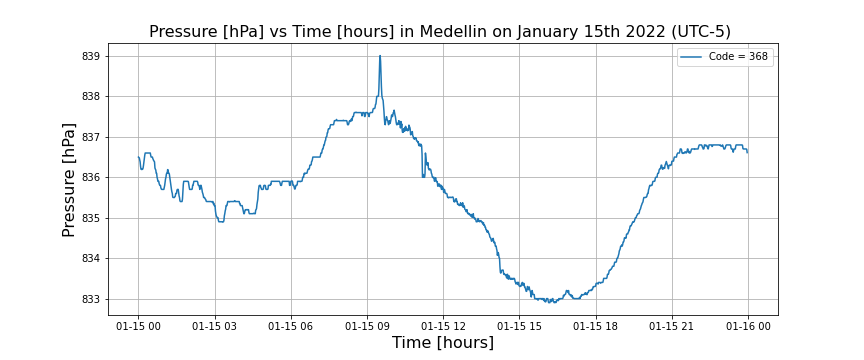 Pressure [hPa] vs Time [hours] in Medellin on January 15th 2022 (UTC-5)
Code = 368
839
838
837
836
835
834
833
Pressure [hPa]
01-15 00 01-15 03 01-15 06 01-15 09 01-15 12 01-15 15 01-15 18 01-15 21 01-16 00
Time [hours]